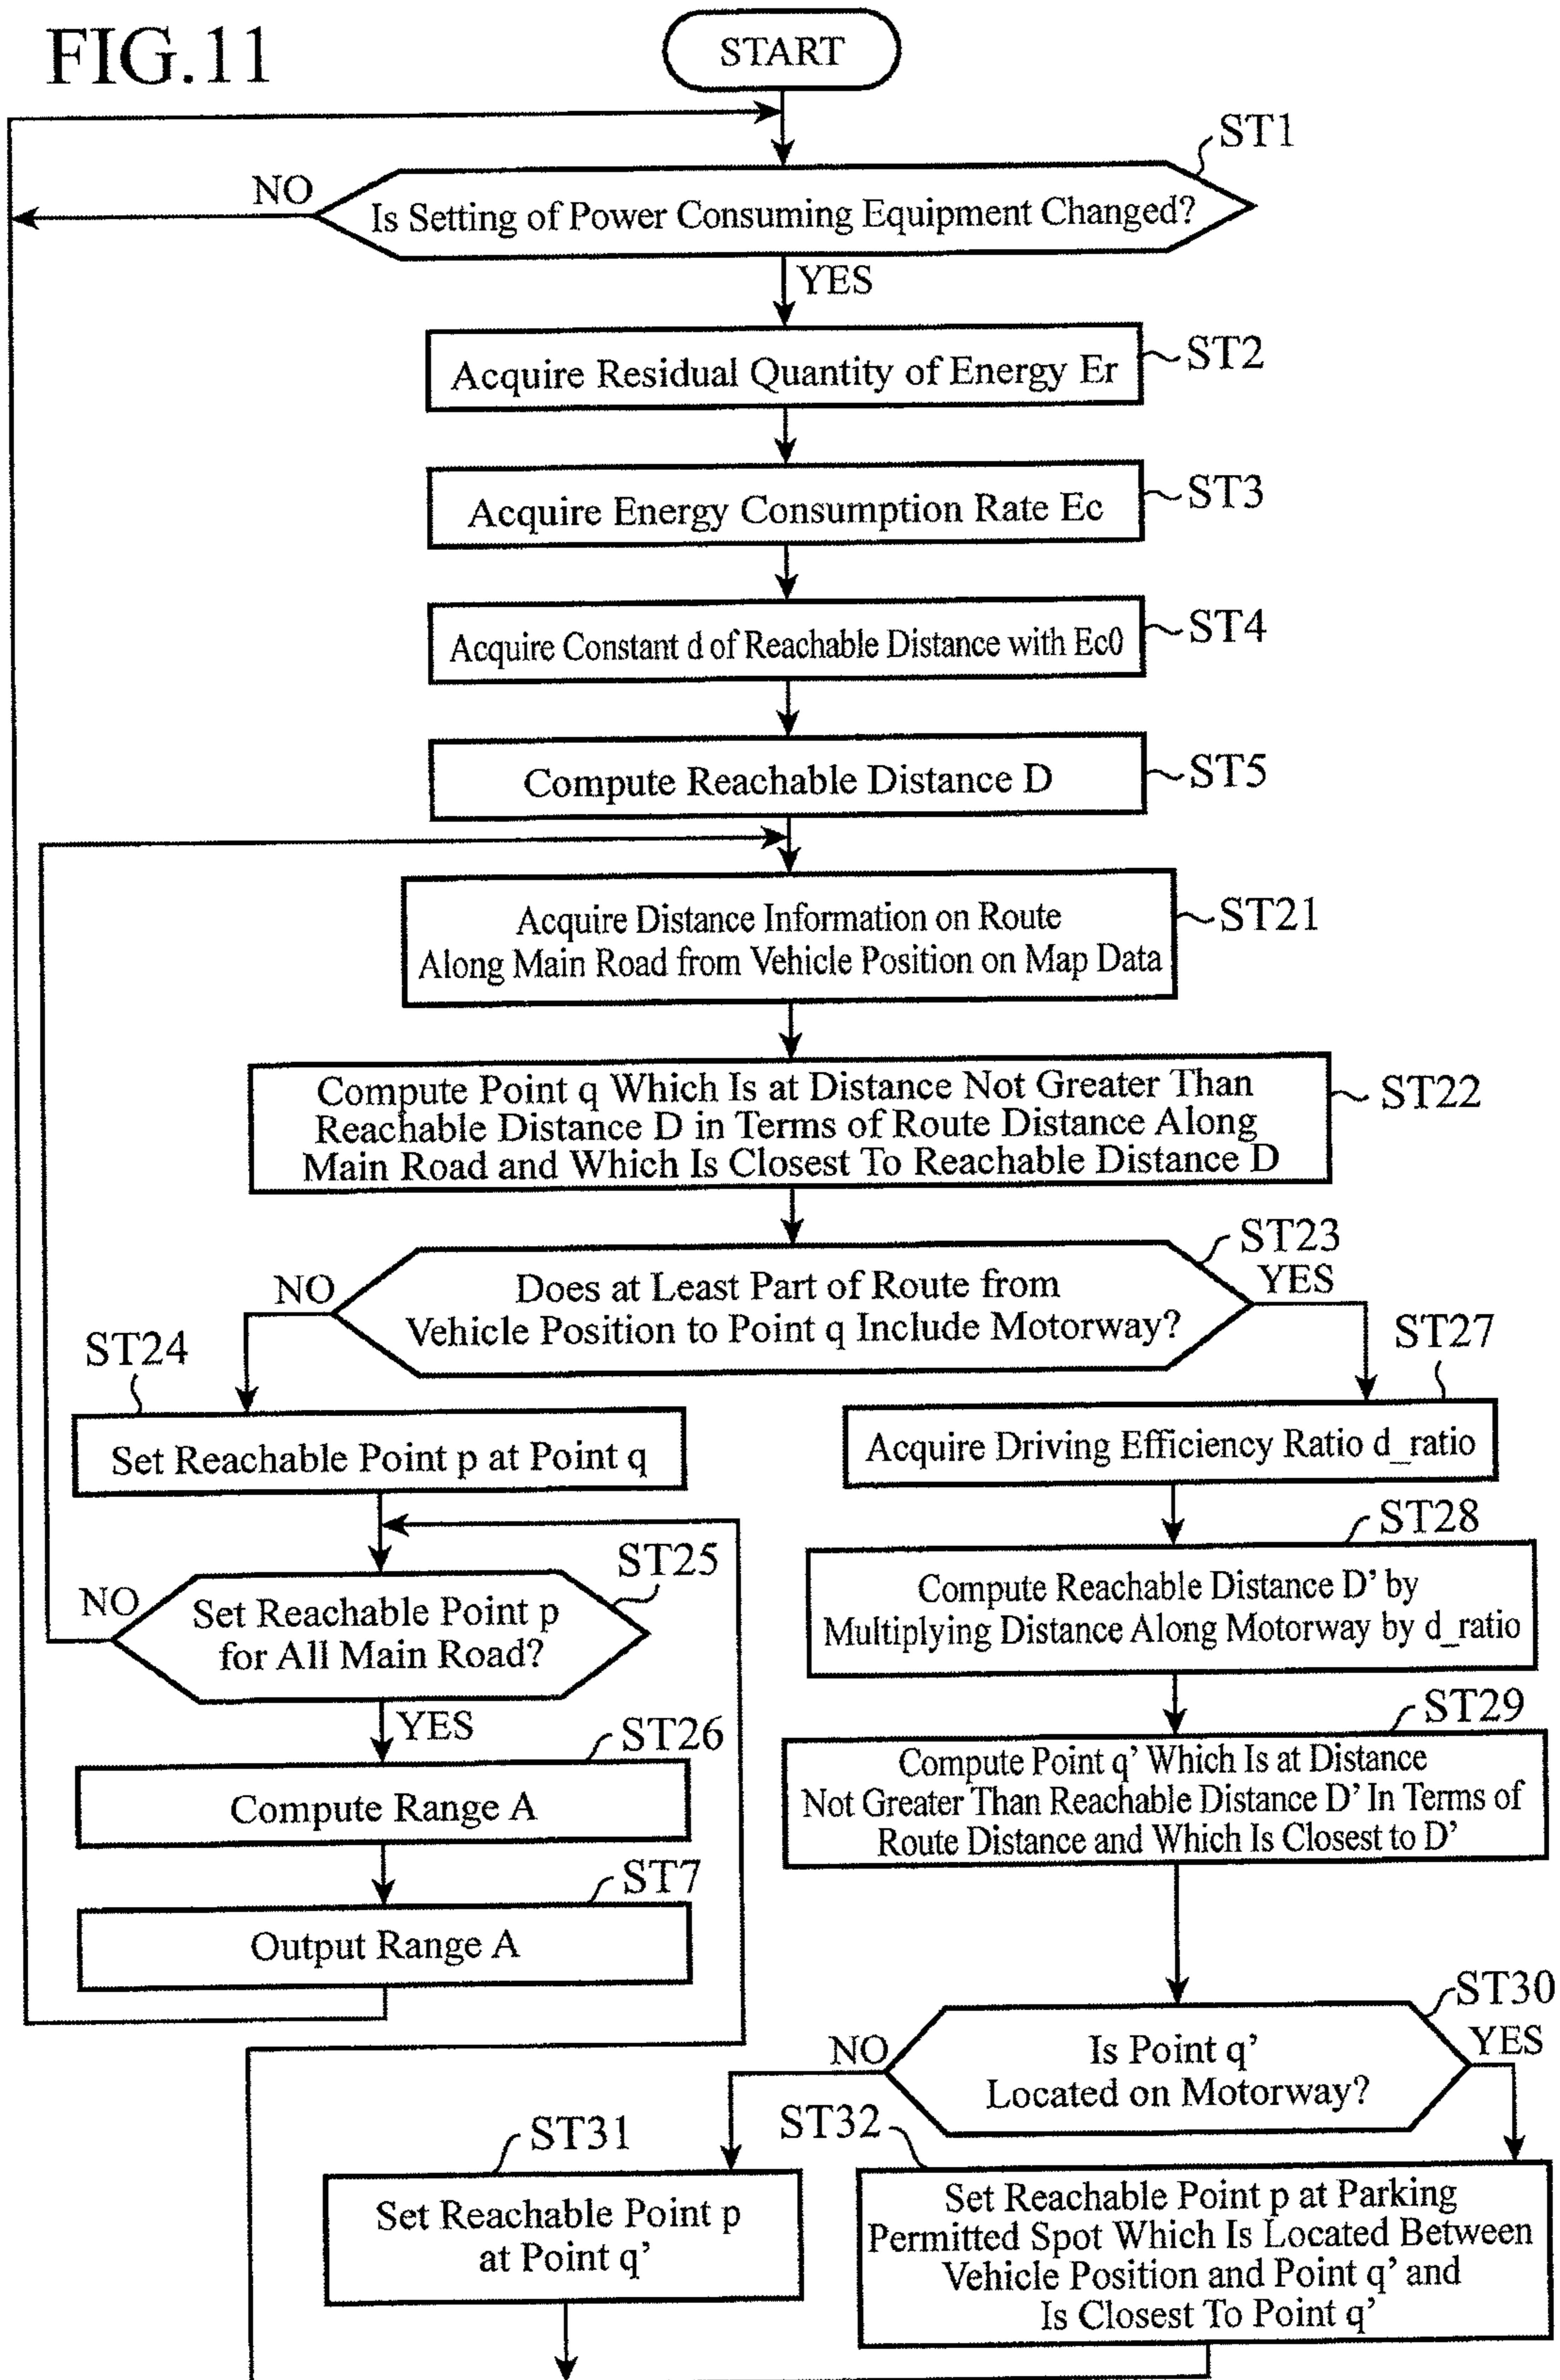 FIG.11
START
ST1
NO
Is Setting of Power Consuming Equipment Changed?
YES
Acquire Residual Quantity of Energy Er
ST2
Acquire Energy Consumption Rate Ec
ST3
Acquire Constant d of Reachable Distance with Ec0
ST4
Compute Reachable Distance D
ST5
Acquire Distance Information on Route
Along Main Road from Vehicle Position on Map Data
ST21
Compute Point q Which Is at Distance Not Greater Than
Reachable Distance D in Terms of Route Distance Along
Main Road and Which Is Closest To Reachable Distance D
ST22
ST23
NO
Does at Least Part of Route from
Vehicle Position to Point q Include Motorway?
YES
ST24
Set Reachable Point p at Point q
ST27
Acquire Driving Efficiency Ratio d_ratio
ST25
NO
Set Reachable Point p
for All Main Road?
YES
ST28
Compute Reachable Distance D' by
Multiplying Distance Along Motorway by d_ratio
ST26
Compute Range A
ST29
Compute Point q' Which Is at Distance
Not Greater Than Reachable Distance D' In Terms of
Route Distance and Which Is Closest to D'
ST7
Output Range A
ST30
NO
Is Point q'
Located on Motorway?
YES
ST31
Set Reachable Point p
at Point q'
ST32
Set Reachable Point p at Parking
Permitted Spot Which Is Located Between
Vehicle Position and Point q' and
Is Closest To Point q'